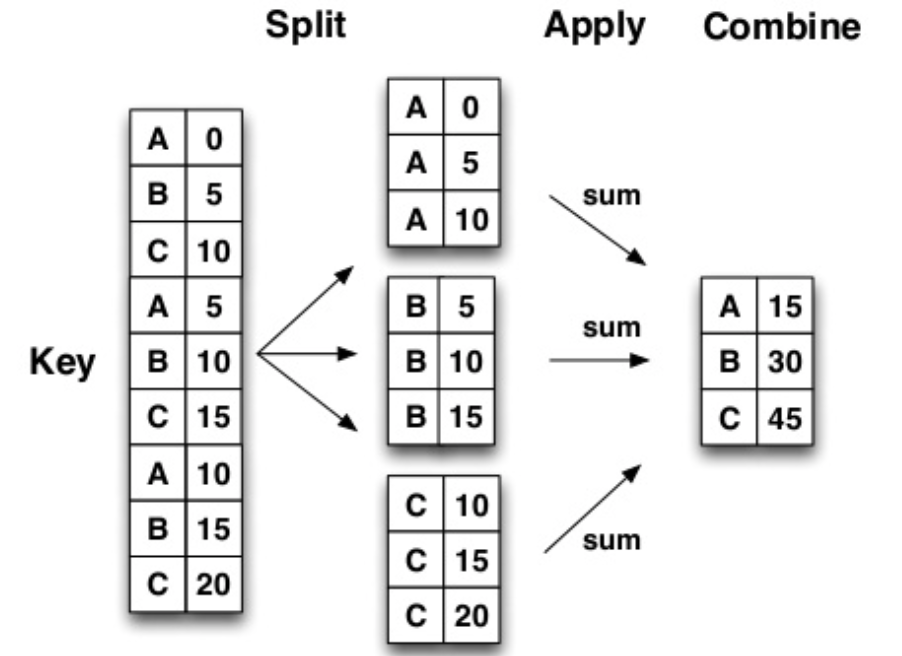 Split Apply Combine
Key
A 0
B 5
C 10
A 5
B 10
C 15
A 10
B 15
C 20
A 0
A 5
A 10
B 5
B 10
B 15
C 10
C 15
C 20
sum
sum
sum
A 15
B 30
C 45